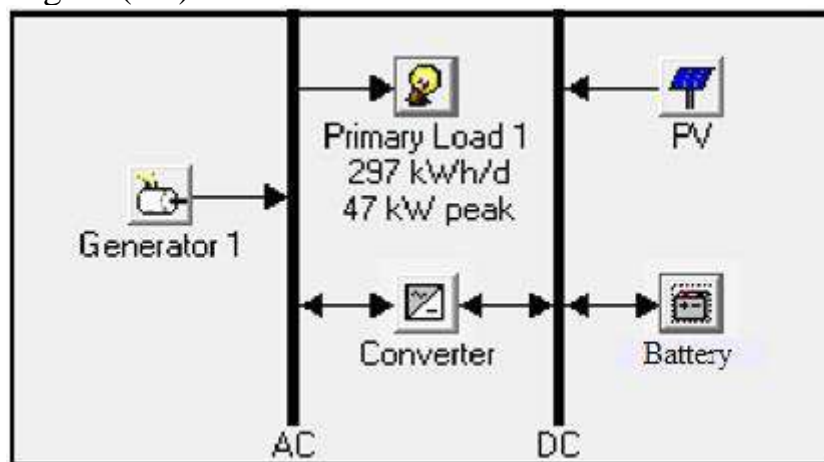 Primary Load 1
297 kWh/d
47 kW peak
PV
Generator 1
Converter
Battery
AC
DC